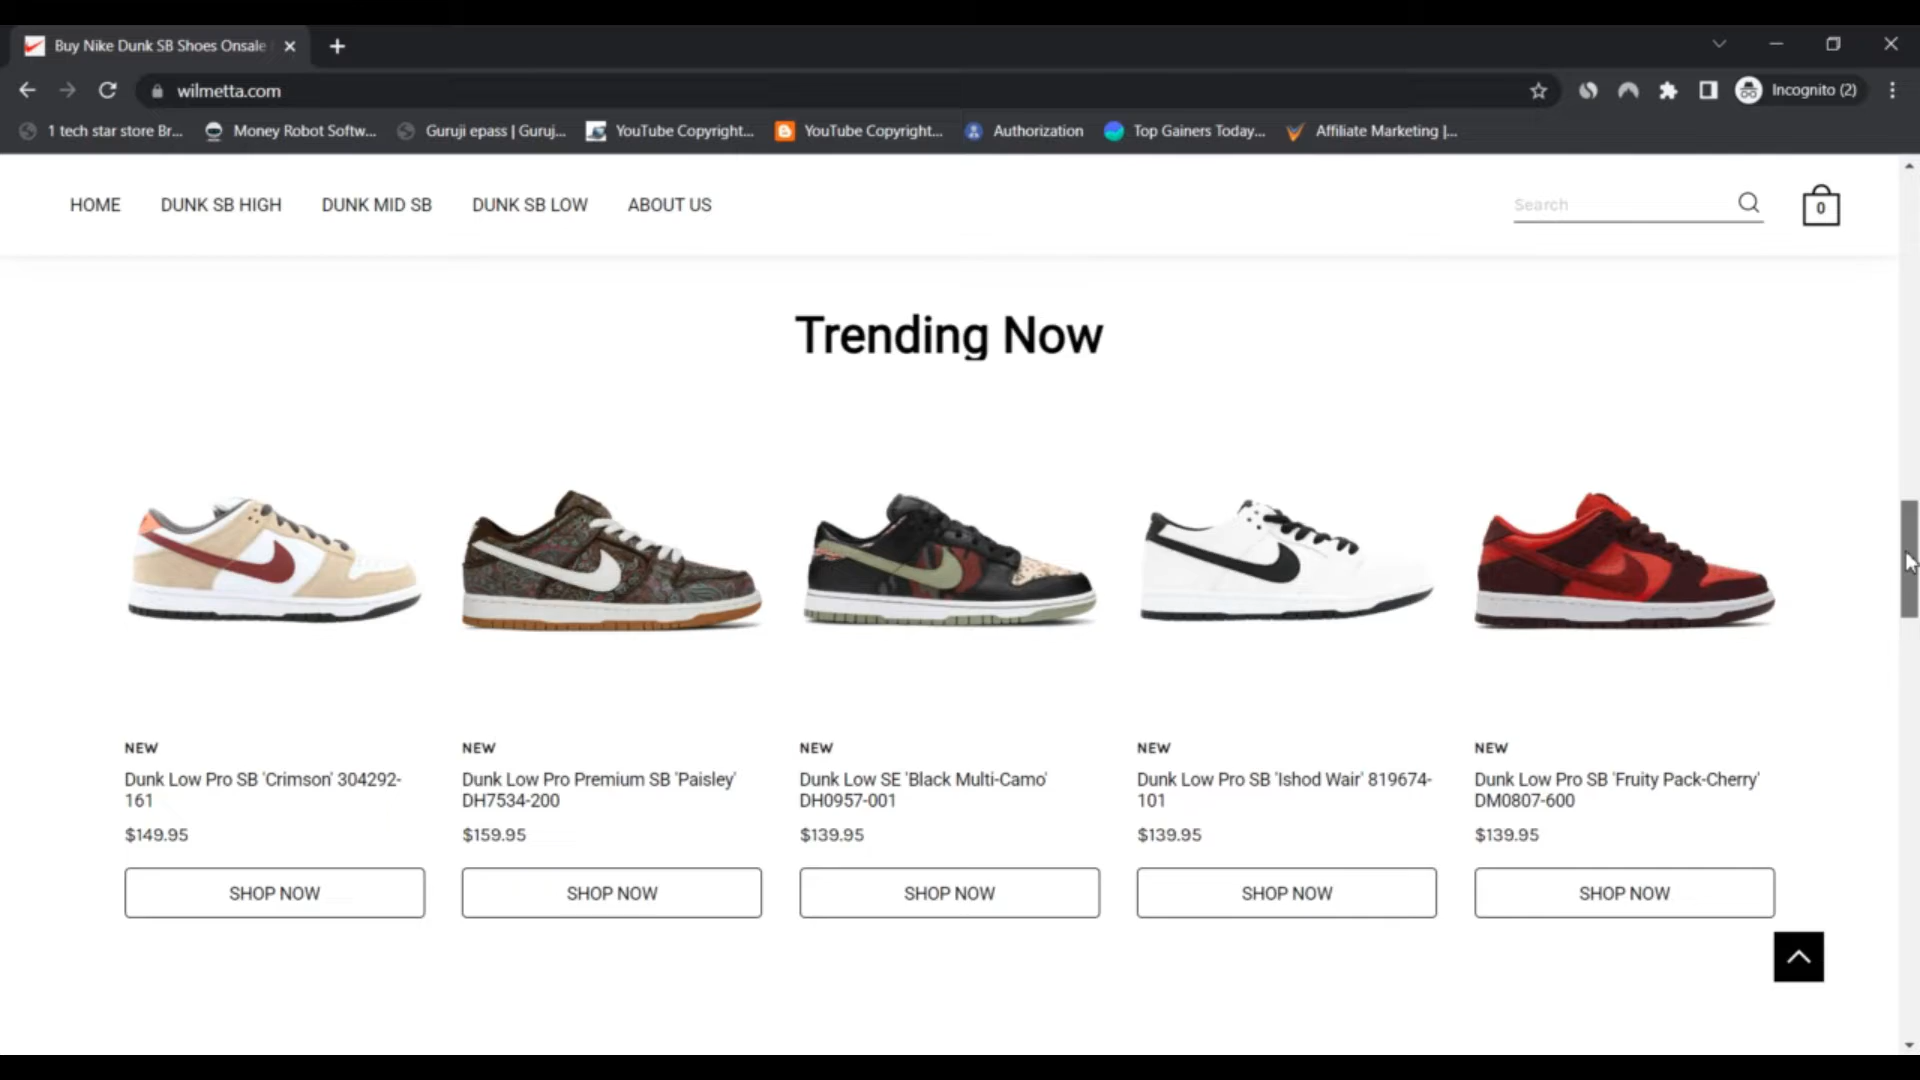 Buy Nike Dunk SB Shoes Onsale
wilmetta.com
Incognito (2)
1 tech star store Br...
Money Robot Softw...
Guruji epass | Guruj...
YouTube Copyright...
YouTube Copyright...
Authorization
Top Gainers Today...
Affiliate Marketing |...
HOME
DUNK SB HIGH
DUNK MID SB
DUNK SB LOW
ABOUT US
Search
0
Trending Now
NEW
Dunk Low Pro SB 'Crimson' 304292-
161
$149.95
SHOP NOW
NEW
Dunk Low Pro Premium SB 'Paisley'
DH7534-200
$159.95
SHOP NOW
NEW
Dunk Low SE 'Black Multi-Camo'
DH0957-001
$139.95
SHOP NOW
NEW
Dunk Low Pro SB 'Ishod Wair' 819674-
101
$139.95
SHOP NOW
NEW
Dunk Low Pro SB 'Fruity Pack-Cherry'
DM0807-600
$139.95
SHOP NOW